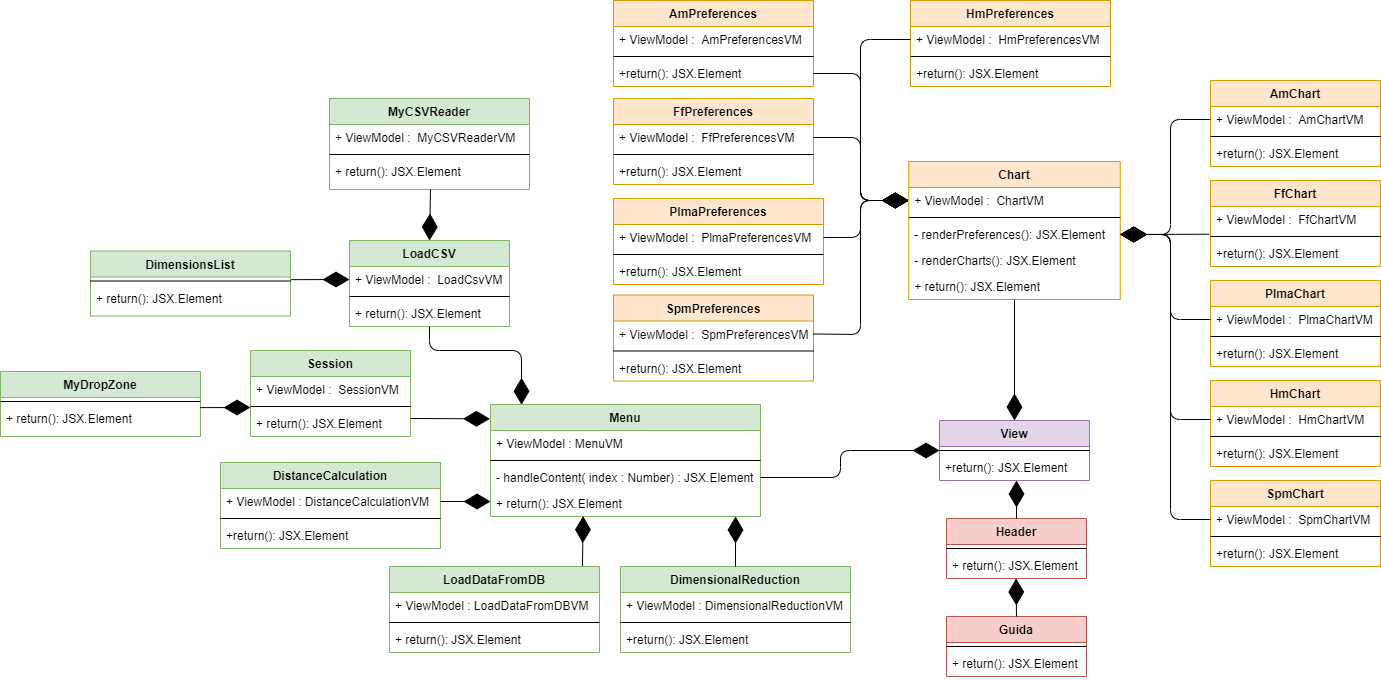 AmPreferences
+ ViewModel : AmPreferencesVM
+return(): JSX.Element
HmPreferences
+ ViewModel : HmPreferencesVM
+return(): JSX.Element
MyCSVReader
+ ViewModel : MyCSVReaderVM
+ return(): JSX.Element
FfPreferences
+ ViewModel : FfPreferencesVM
+return(): JSX.Element
AmChart
+ ViewModel : AmChartVM
+return(): JSX.Element
Chart
+ ViewModel : ChartVM
- renderPreferences(): JSX.Element
- renderCharts(): JSX.Element
+ return(): JSX.Element
PlmaPreferences
+ ViewModel : PlmaPreferencesVM
+return(): JSX.Element
FfChart
+ ViewModel : FfChartVM
+return(): JSX.Element
DimensionsList
+ return(): JSX.Element
LoadCSV
+ ViewModel : LoadCsvVM
+ return(): JSX.Element
SpmPreferences
+ ViewModel : SpmPreferencesVM
+return(): JSX.Element
PlmaChart
+ ViewModel : PlmaChartVM
+return(): JSX.Element
MyDropZone
+ return(): JSX.Element
Session
+ ViewModel : SessionVM
+ return(): JSX.Element
Menu
+ ViewModel : MenuVM
- handleContent( index : Number) : JSX.Element
+ return(): JSX.Element
View
+return(): JSX.Element
HmChart
+ ViewModel : HmChartVM
+return(): JSX.Element
DistanceCalculation
+ ViewModel : DistanceCalculationVM
+return(): JSX.Element
Header
+ return(): JSX.Element
SpmChart
+ ViewModel : SpmChartVM
+return(): JSX.Element
LoadDataFromDB
+ ViewModel : LoadDataFromDBVM
+ return(): JSX.Element
DimensionalReduction
+ ViewModel : DimensionalReductionVM
+return(): JSX.Element
Guida
+ return(): JSX.Element